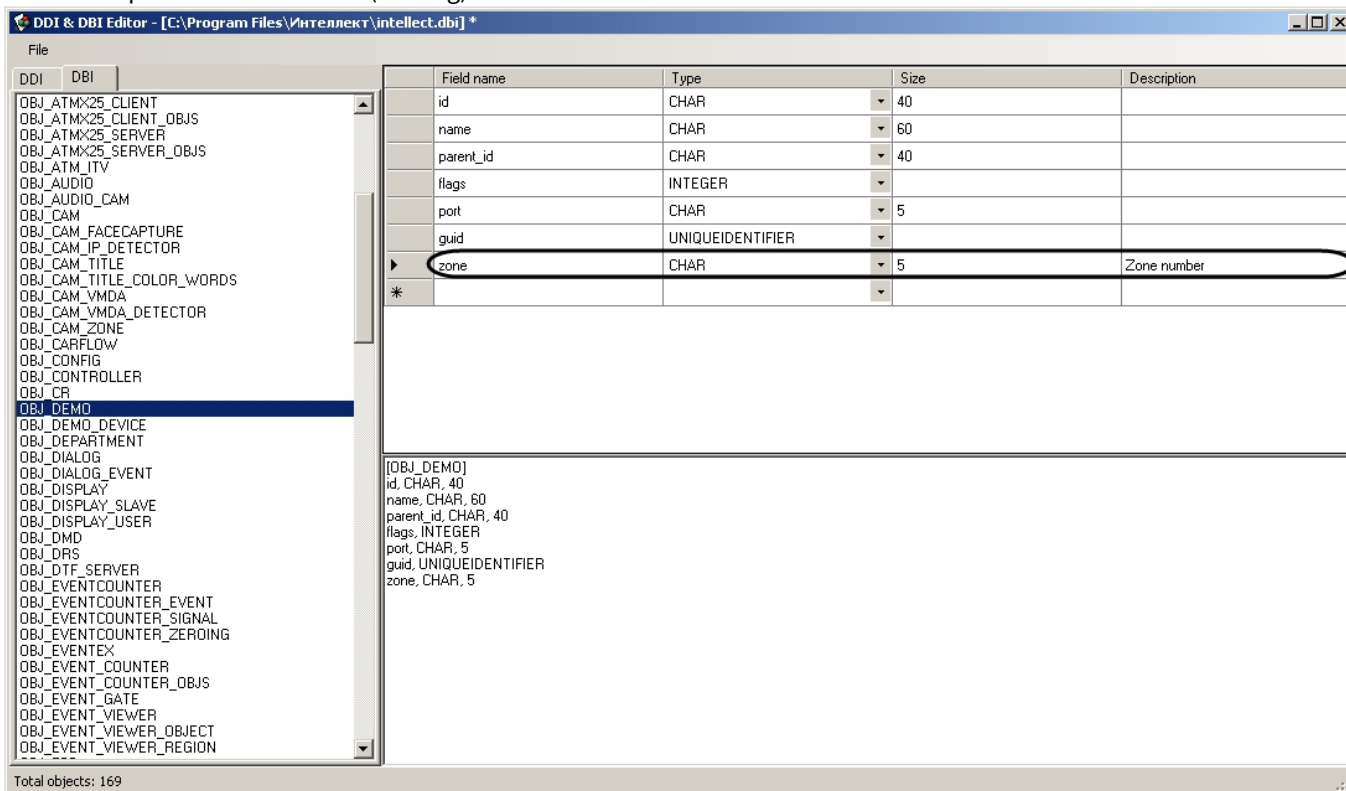 DDI & DBI Editor - [C:\Program Files\Интеллект\intellect.dbi] *
File
DDI DBI
OBJ_ATMX25_CLIENT
OBJ_ATMX25_CLIENT_OBJS
OBJ_ATMX25_SERVER
OBJ_ATMX25_SERVER_OBJS
OBJ_ATM_ITV
OBJ_AUDIO
OBJ_AUDIO_CAM
OBJ_CAM
OBJ_CAM_FACECAPTURE
OBJ_CAM_IP_DETECTOR
OBJ_CAM_TITLE
OBJ_CAM_TITLE_COLOR_WORDS
OBJ_CAM_VMDA
OBJ_CAM_VMDA_DETECTOR
OBJ_CAM_ZONE
OBJ_CARFLOW
OBJ_CONFIG
OBJ_CONTROLLER
OBJ_CR
OBJ_DEMO
OBJ_DEMO_DEVICE
OBJ_DEPARTMENT
OBJ_DIALOG
OBJ_DIALOG_EVENT
OBJ_DISPLAY
OBJ_DISPLAY_SLAVE
OBJ_DISPLAY_USER
OBJ_DMD
OBJ_DRS
OBJ_DTF_SERVER
OBJ_EVENTCOUNTER
OBJ_EVENTCOUNTER_EVENT
OBJ_EVENTCOUNTER_SIGNAL
OBJ_EVENTCOUNTER_ZEROING
OBJ_EVENTEX
OBJ_EVENT_COUNTER
OBJ_EVENT_COUNTER_OBJS
OBJ_EVENT_GATE
OBJ_EVENT_VIEWER
OBJ_EVENT_VIEWER_OBJECT
OBJ_EVENT_VIEWER_REGION
Field name Type Size Description
id CHAR 40
name CHAR 60
parent_id CHAR 40
flags INTEGER
port CHAR 5
guid UNIQUEIDENTIFIER
zone CHAR 5 Zone number
[OBJ_DEMO]
id, CHAR, 40
name, CHAR, 60
parent_id, CHAR, 40
flags, INTEGER
port, CHAR, 5
guid, UNIQUEIDENTIFIER
zone, CHAR, 5
Total objects: 169